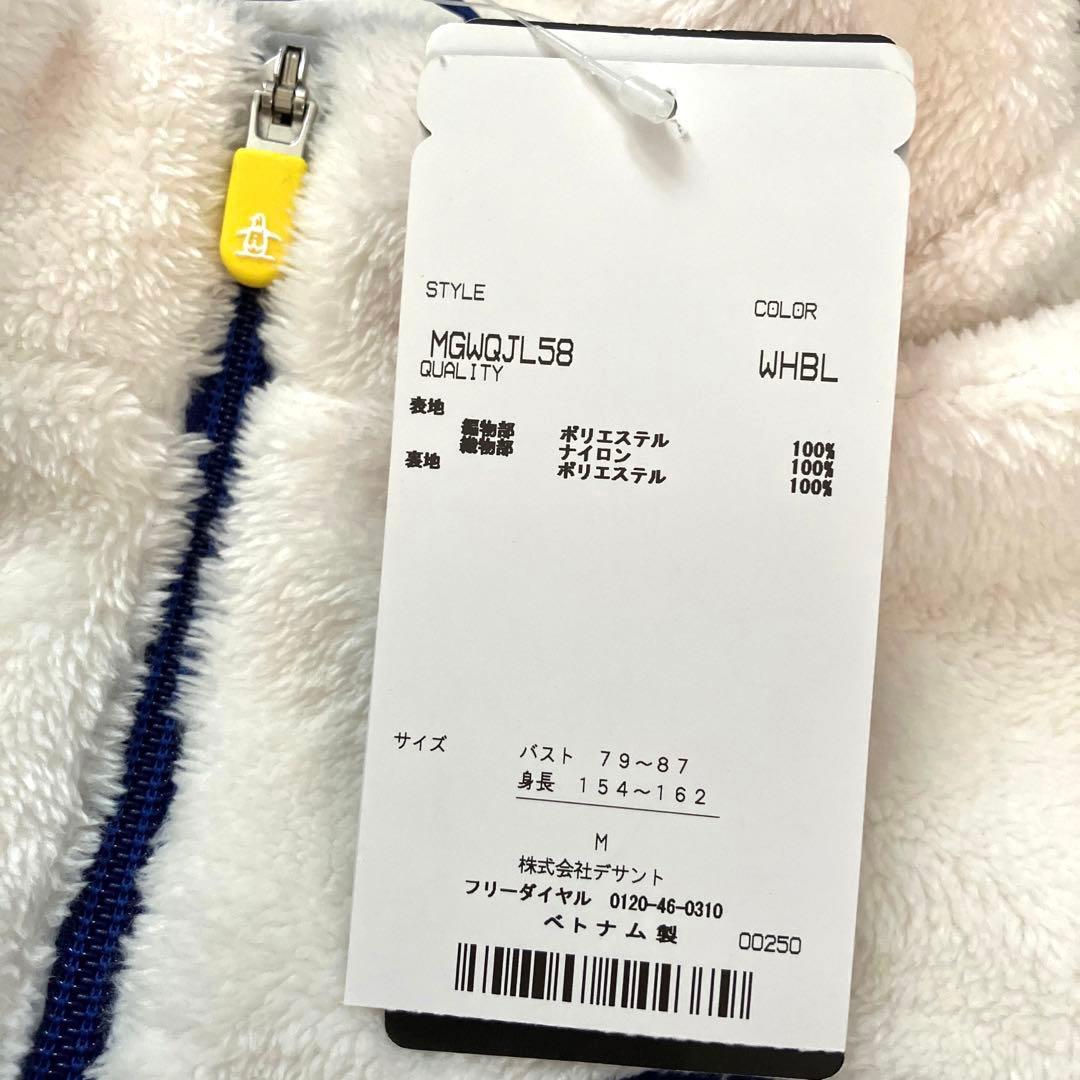 STYLE
COLOR
MGWQJL58
WHBL
QUALITY
表地
編物部 ポリエステル 100%
織物部 ナイロン 100%
裏地 ポリエステル 100%
サイズ
バスト 79～87
身長 154～162
M
株式会社デサント
フリーダイヤル 0120-46-0310
ベトナム製
00250